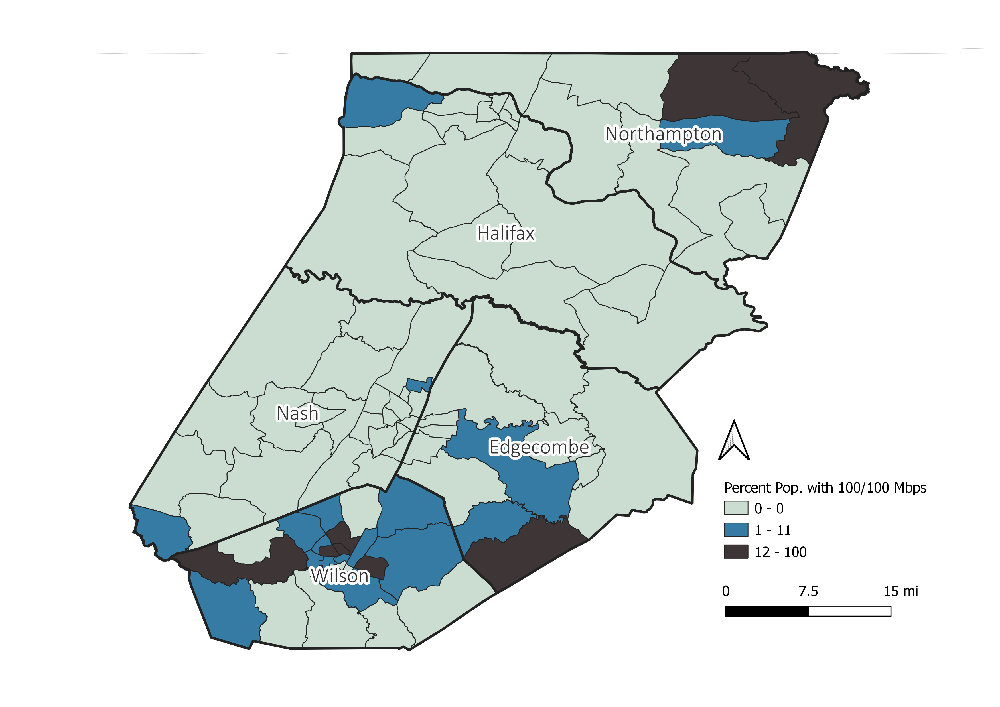 Northampton
Halifax
Nash
Edgecombe
Wilson
Percent Pop. with 100/100 Mbps
0 - 0
1 - 11
12 - 100
0 7.5 15 mi